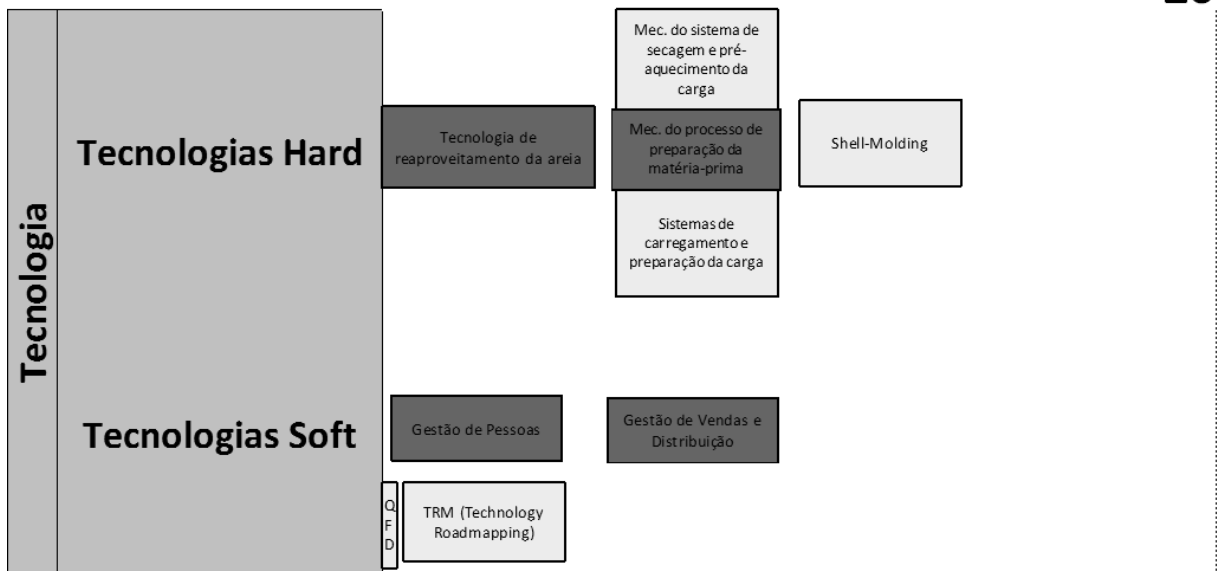 Tecnologia
Tecnologias Hard
Tecnologia de
reaproveitamento da areia
Mec. do sistema de
secagem e pré-
aquecimento da
carga
Mec. do processo de
preparação da
matéria-prima
Sistemas de
carregamento e
preparação da carga
Shell-Molding
Tecnologias Soft
Gestão de Pessoas
Gestão de Vendas e
Distribuição
Q
F
D
TRM (Technology
Roadmapping)